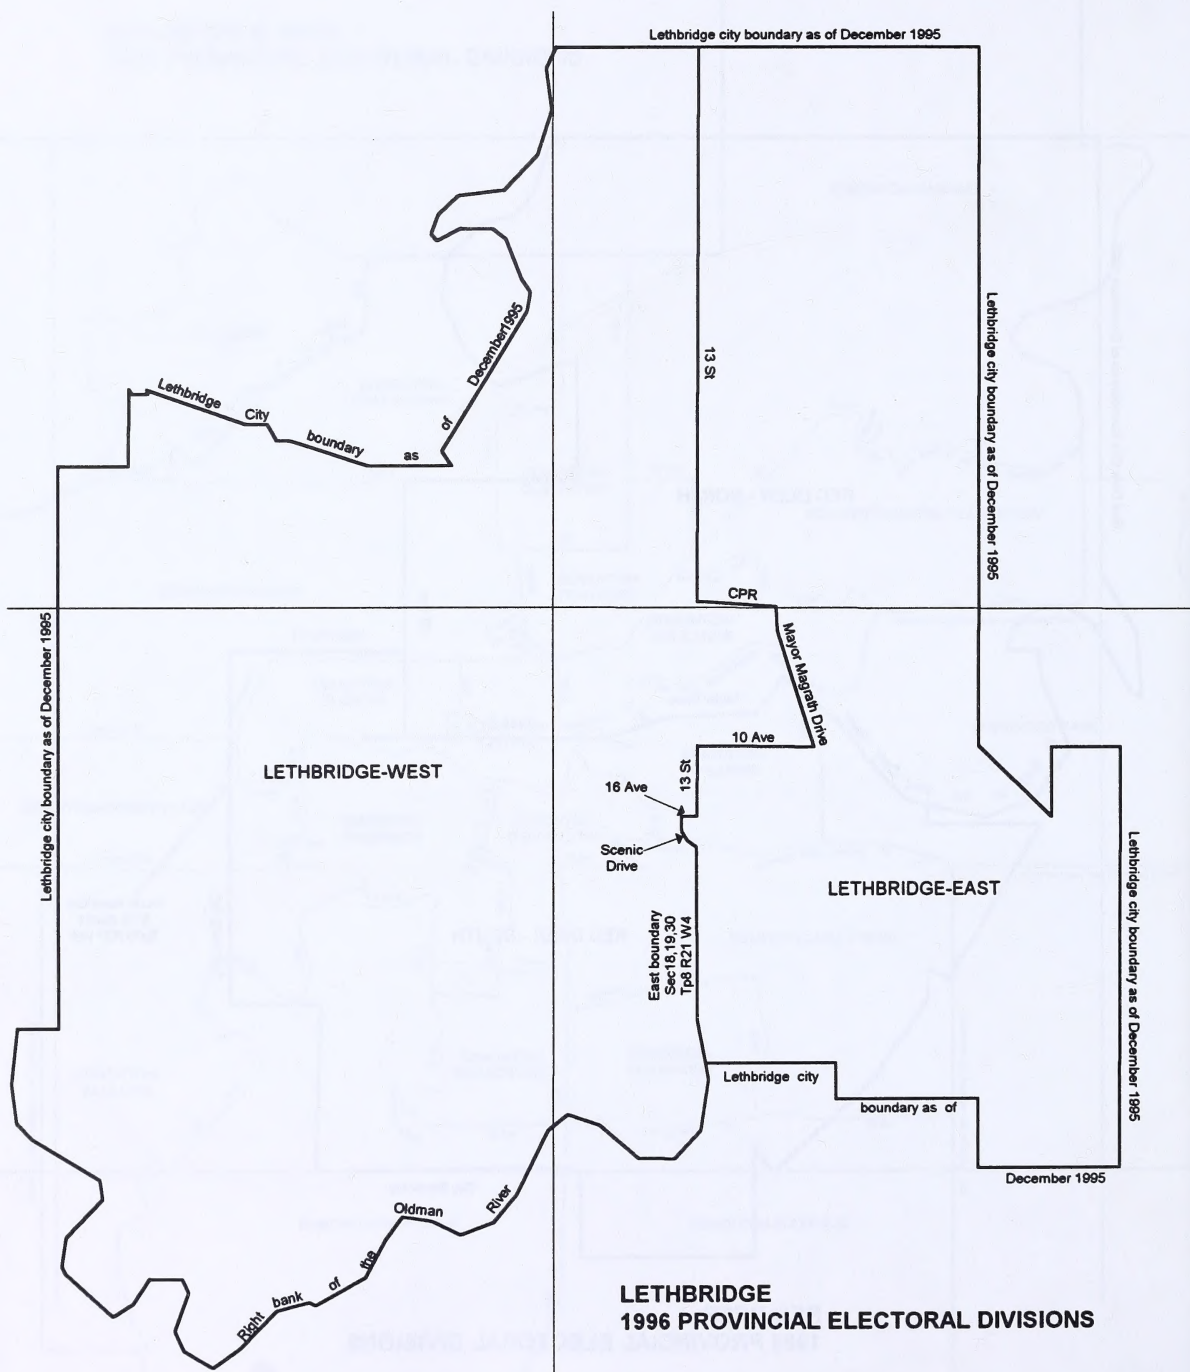 Lethbridge city boundary as of December 1995
13 St
Lethbridge city boundary as of December 1995
Lethbridge City boundary as of December1995
CPR
Mayor Magrath Drive
10 Ave
Lethbridge city boundary as of December 1995
LETHBRIDGE-WEST
13 St
16 Ave
Scenic
Drive
LETHBRIDGE-EAST
East boundary
Sec18,19,30
Tp8 R21 W4
Lethbridge city boundary as of December 1995
Lethbridge city
boundary as of
December 1995
Right bank of the Oldman River
LETHBRIDGE
1996 PROVINCIAL ELECTORAL DIVISIONS